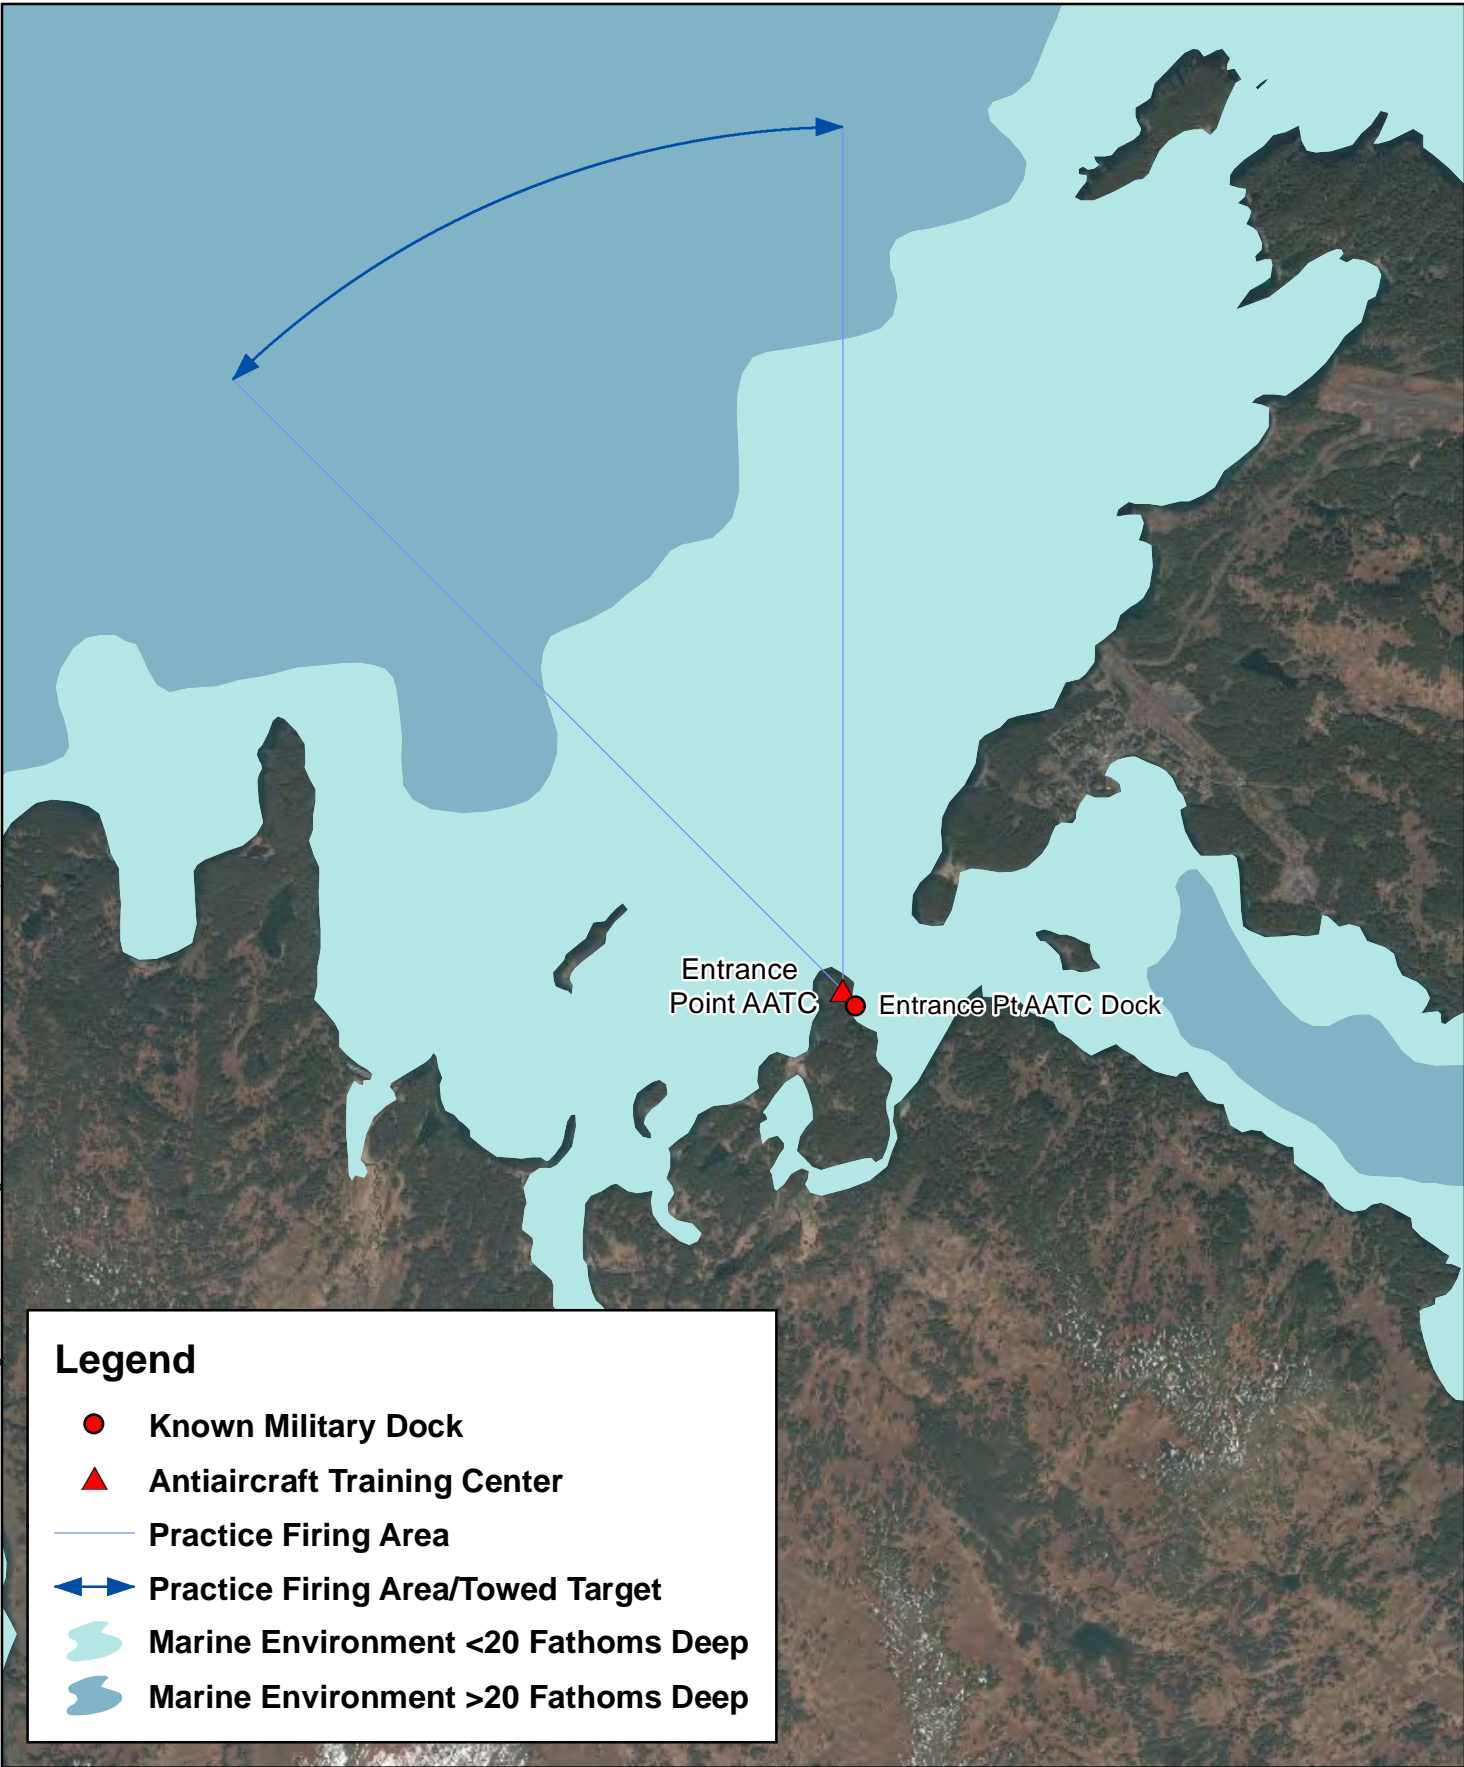 Entrance
Point AATC
Entrance Pt AATC Dock
Legend
Known Military Dock
Antiaircraft Training Center
Practice Firing Area
Practice Firing Area/Towed Target
Marine Environment <20 Fathoms Deep
Marine Environment >20 Fathoms Deep